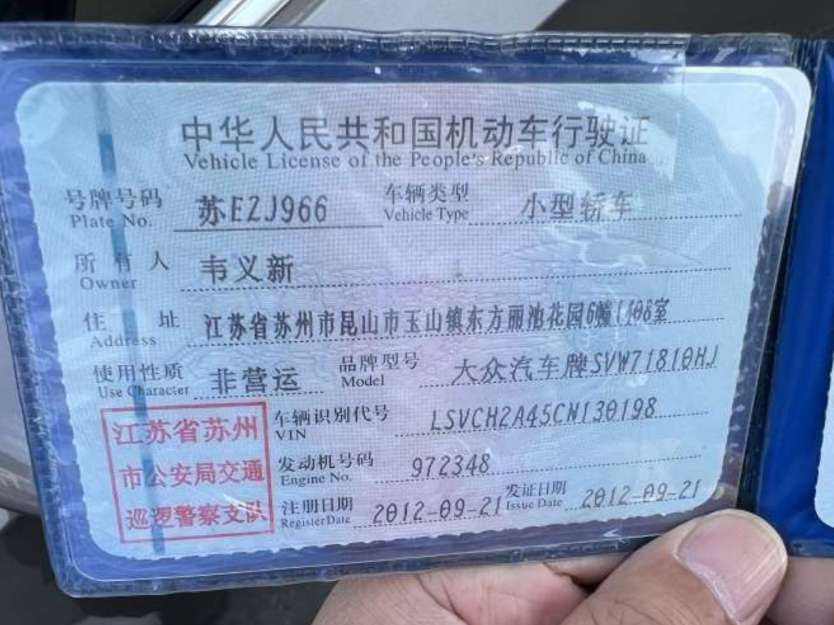 中华人民共和国机动车行驶证
Vehicle License of the People's Republic of China
号牌号码 苏EZJ966 车辆类型 小型轿车
Plate No. Vehicle Type
所有人 韦义新
Owner
住址 江苏省苏州市昆山市玉山镇东方丽池花园6幢1408室
Address
使用性质 非营运 品牌型号 大众汽车牌SVW71810HJ
Use Character Model
江苏省苏州
市公安局交通
巡逻警察支队
车辆识别代号 LSVCH2A45CN130198
VIN
发动机号码 972348
Engine No.
注册日期 2012-09-21 发证日期 2012-09-21
Register Date Issue Date